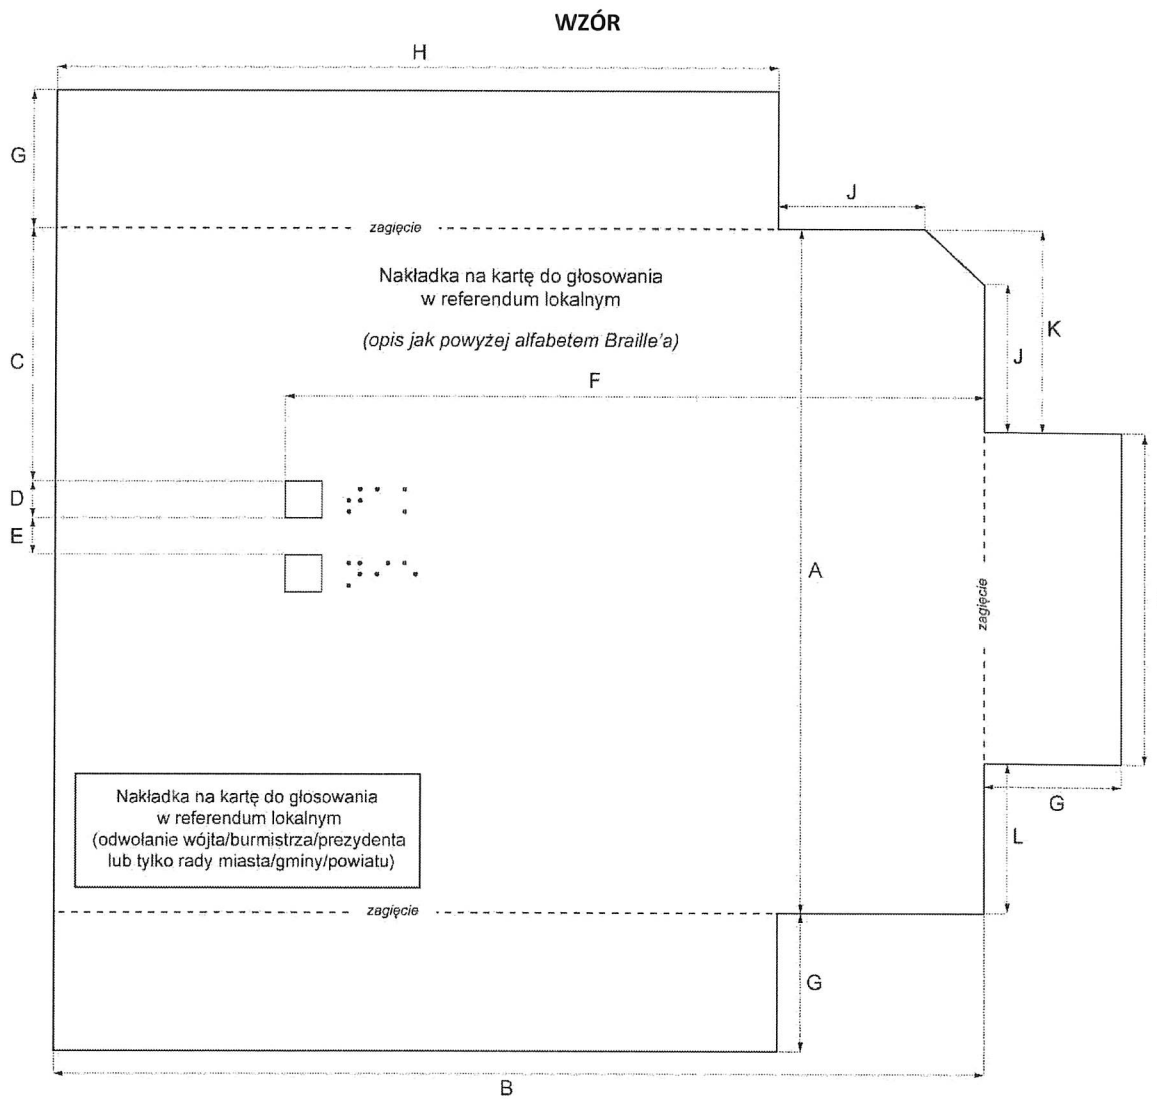 WZÓR
H
G
J
zagięcie
Nakładka na kartę do głosowania
w referendum lokalnym
K
(opis jak powyżej alfabetem Braille'a)
J
C
F
D
E
A
zagięcie
G
Nakładka na kartę do głosowania
w referendum lokalnym
(odwołanie wójta/burmistrza/prezydenta
lub tylko rady miasta/gminy/powiatu)
L
zagięcie
G
B